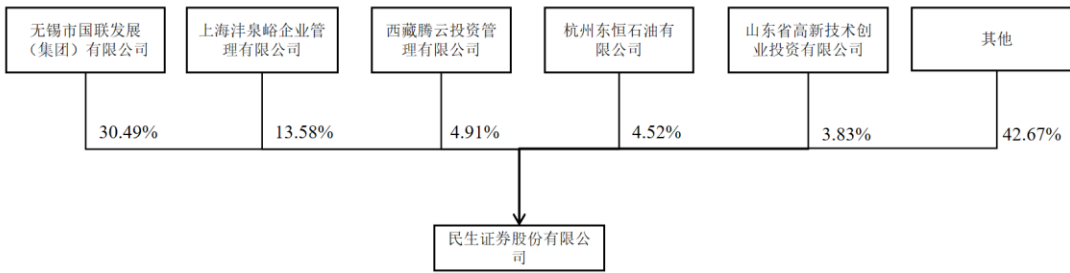 无锡市国联发展
（集团）有限公司
上海沣泉峪企业管
理有限公司
西藏腾云投资管
理有限公司
杭州东恒石油有
限公司
山东省高新技术创
业投资有限公司
其他
30.49%
13.58%
4.91%
4.52%
3.83%
42.67%
民生证券股份有限公
司